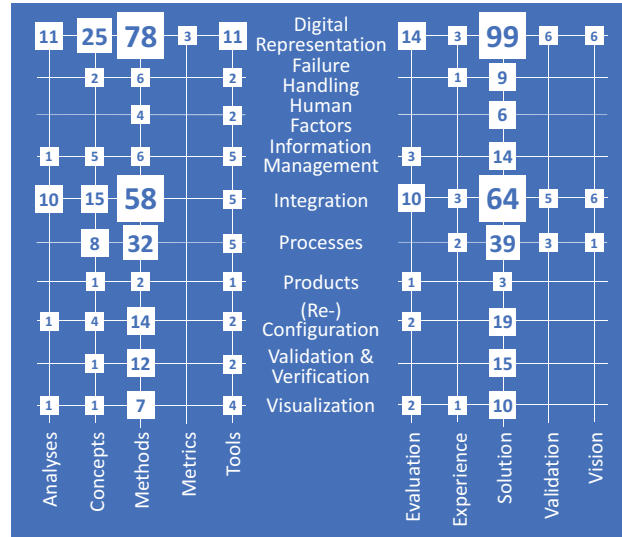 11 25 78 3 11 Digital Representation 14 3 99 6 6
2 6 2 Failure Handling 1 9
4 2 Human Factors 6
1 5 6 5 Information Management 3 14
10 15 58 5 Integration 10 3 64 5 6
8 32 5 Processes 2 39 3 1
1 2 1 Products 1 3
1 4 14 2 (Re-) Configuration 2 19
1 12 2 Validation & Verification 15
1 1 7 4 Visualization 2 1 10
Analyses Concepts Methods Metrics Tools Evaluation Experience Solution Validation Vision